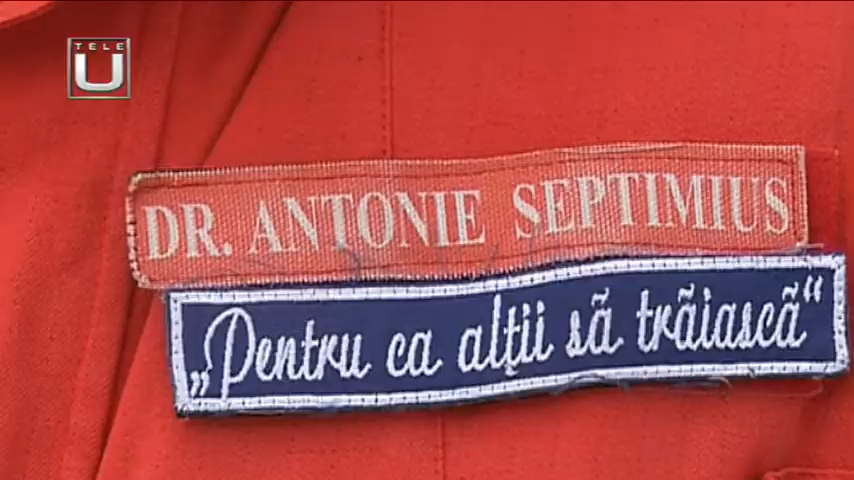 TELE
U
DR. ANTONIE SEPTIMIUS
„Pentru ca alții să trăiască“